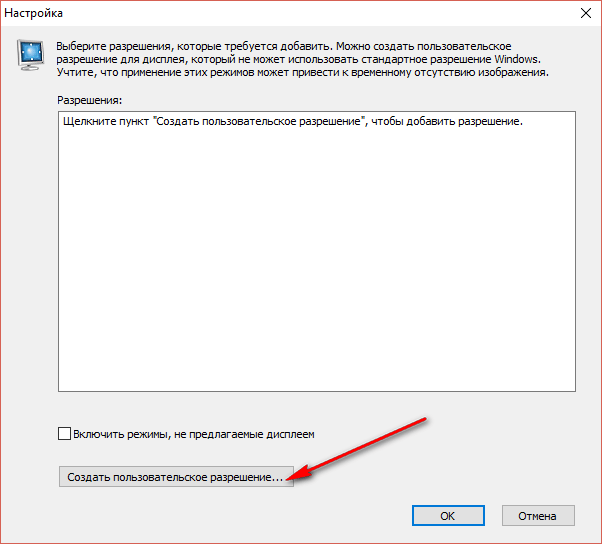 Настройка
Выберите разрешения, которые требуется добавить. Можно создать пользовательское
разрешение для дисплея, который не может использовать стандартное разрешение Windows.
Учтите, что применение этих режимов может привести к временному отсутствию изображения.
Разрешения:
Щелкните пункт "Создать пользовательское разрешение", чтобы добавить разрешение.
Включить режимы, не предлагаемые дисплеем
Создать пользовательское разрешение...
OK
Отмена